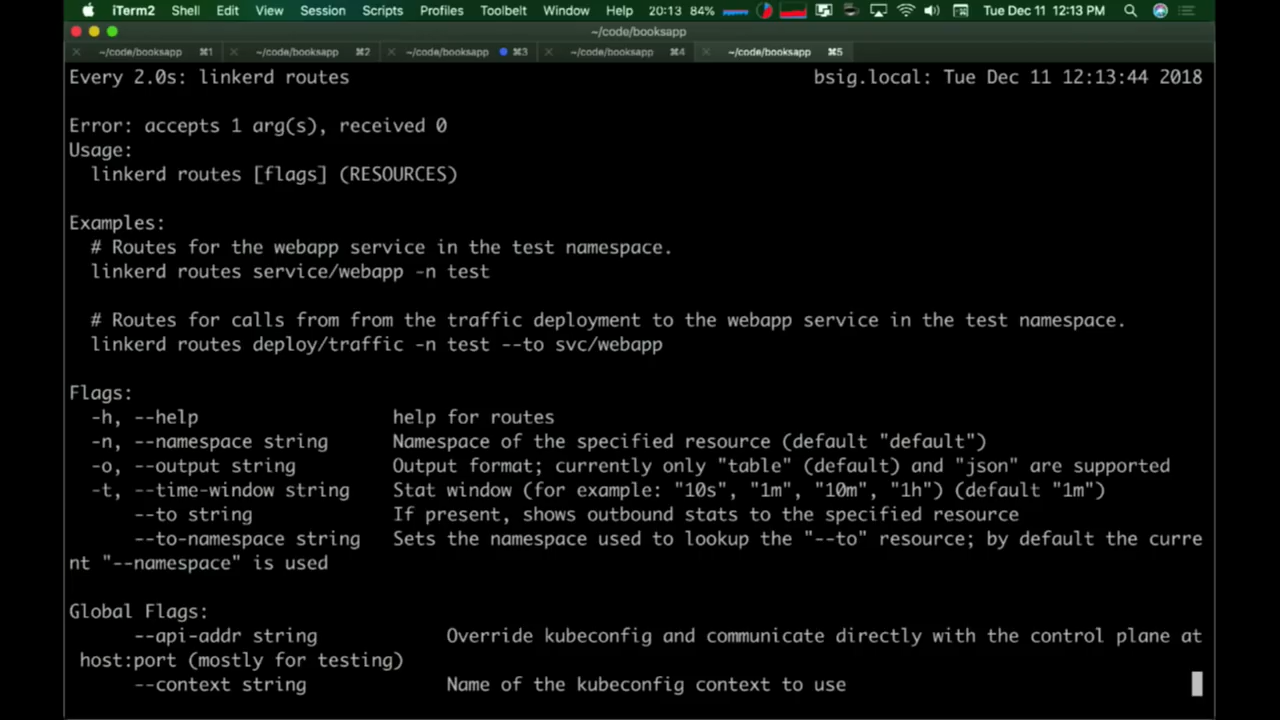 iTerm2 Shell Edit View Session Scripts Profiles Toolbelt Window Help 20:13 84% Tue Dec 11 12:13 PM
~/code/booksapp
~/code/booksapp ⌘1 ~/code/booksapp ⌘2 ~/code/booksapp ⌘3 ~/code/booksapp ⌘4 ~/code/booksapp ⌘5
Every 2.0s: linkerd routes bsig.local: Tue Dec 11 12:13:44 2018
Error: accepts 1 arg(s), received 0
Usage:
linkerd routes [flags] (RESOURCES)
Examples:
# Routes for the webapp service in the test namespace.
linkerd routes service/webapp -n test
# Routes for calls from from the traffic deployment to the webapp service in the test namespace.
linkerd routes deploy/traffic -n test --to svc/webapp
Flags:
-h, --help help for routes
-n, --namespace string Namespace of the specified resource (default "default")
-o, --output string Output format; currently only "table" (default) and "json" are supported
-t, --time-window string Stat window (for example: "10s", "1m", "10m", "1h") (default "1m")
--to string If present, shows outbound stats to the specified resource
--to-namespace string Sets the namespace used to lookup the "--to" resource; by default the curre
nt "--namespace" is used
Global Flags:
--api-addr string Override kubeconfig and communicate directly with the control plane at
host:port (mostly for testing)
--context string Name of the kubeconfig context to use